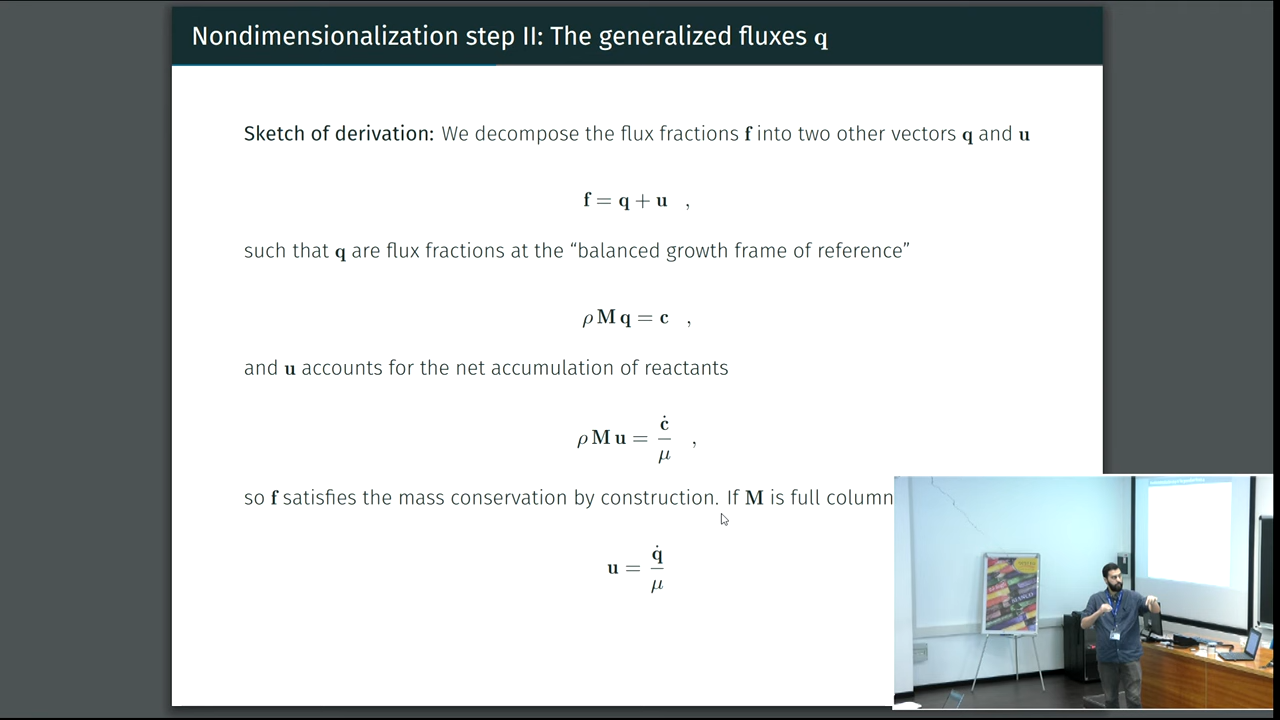 Nondimensionalization step II: The generalized fluxes q
Sketch of derivation: We decompose the flux fractions f into two other vectors q and u
f = q + u ,
such that q are flux fractions at the “balanced growth frame of reference”
ρ M q = c ,
and u accounts for the net accumulation of reactants
ρ M u = ċ/μ ,
so f satisfies the mass conservation by construction. If M is full column
u = q̇/μ